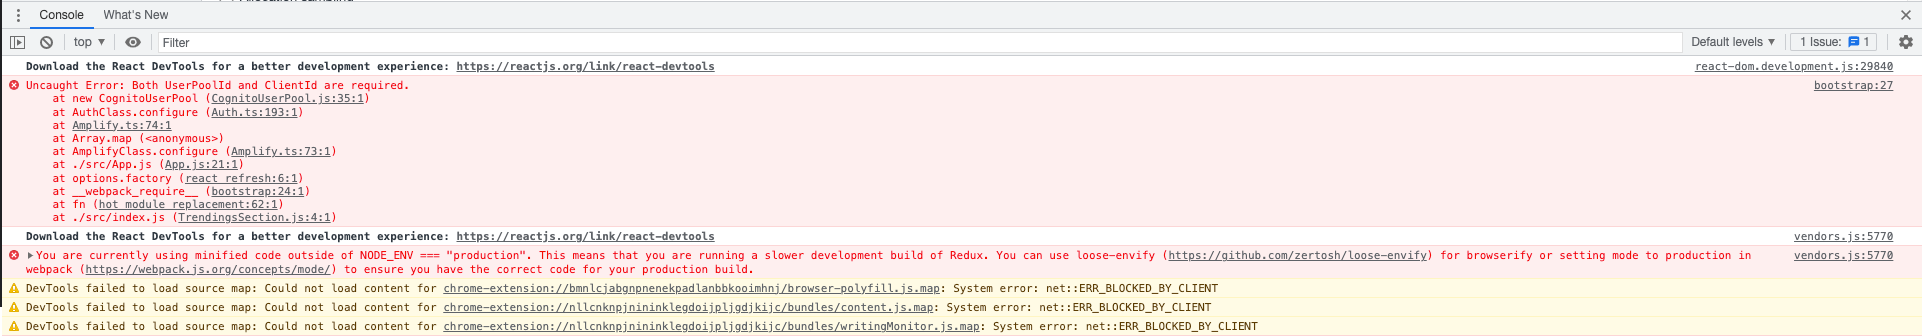 Console What's New
top Filter Default levels 1 Issue: 1
Download the React DevTools for a better development experience: https://reactjs.org/link/react-devtools react-dom.development.js:29840
Uncaught Error: Both UserPoolId and ClientId are required. bootstrap:27
at new CognitoUserPool (CognitoUserPool.js:35:1)
at AuthClass.configure (Auth.ts:193:1)
at Amplify.ts:74:1
at Array.map (<anonymous>)
at AmplifyClass.configure (Amplify.ts:73:1)
at ./src/App.js (App.js:21:1)
at options.factory (react refresh:6:1)
at __webpack_require__ (bootstrap:24:1)
at fn (hot module replacement:62:1)
at ./src/index.js (TrendingsSection.js:4:1)
Download the React DevTools for a better development experience: https://reactjs.org/link/react-devtools vendors.js:5770
You are currently using minified code outside of NODE_ENV === "production". This means that you are running a slower development build of Redux. You can use loose-envify (https://github.com/zertosh/loose-envify) for browserify or setting mode to production in vendors.js:5770
webpack (https://webpack.js.org/concepts/mode/) to ensure you have the correct code for your production build.
DevTools failed to load source map: Could not load content for chrome-extension://bmnlcjabgnpnenekpadlanbbkooimhnj/browser-polyfill.js.map: System error: net::ERR_BLOCKED_BY_CLIENT
DevTools failed to load source map: Could not load content for chrome-extension://nllcnknpjnininklegdoijpljgdjkijc/bundles/content.js.map: System error: net::ERR_BLOCKED_BY_CLIENT
DevTools failed to load source map: Could not load content for chrome-extension://nllcnknpjnininklegdoijpljgdjkijc/bundles/writingMonitor.js.map: System error: net::ERR_BLOCKED_BY_CLIENT